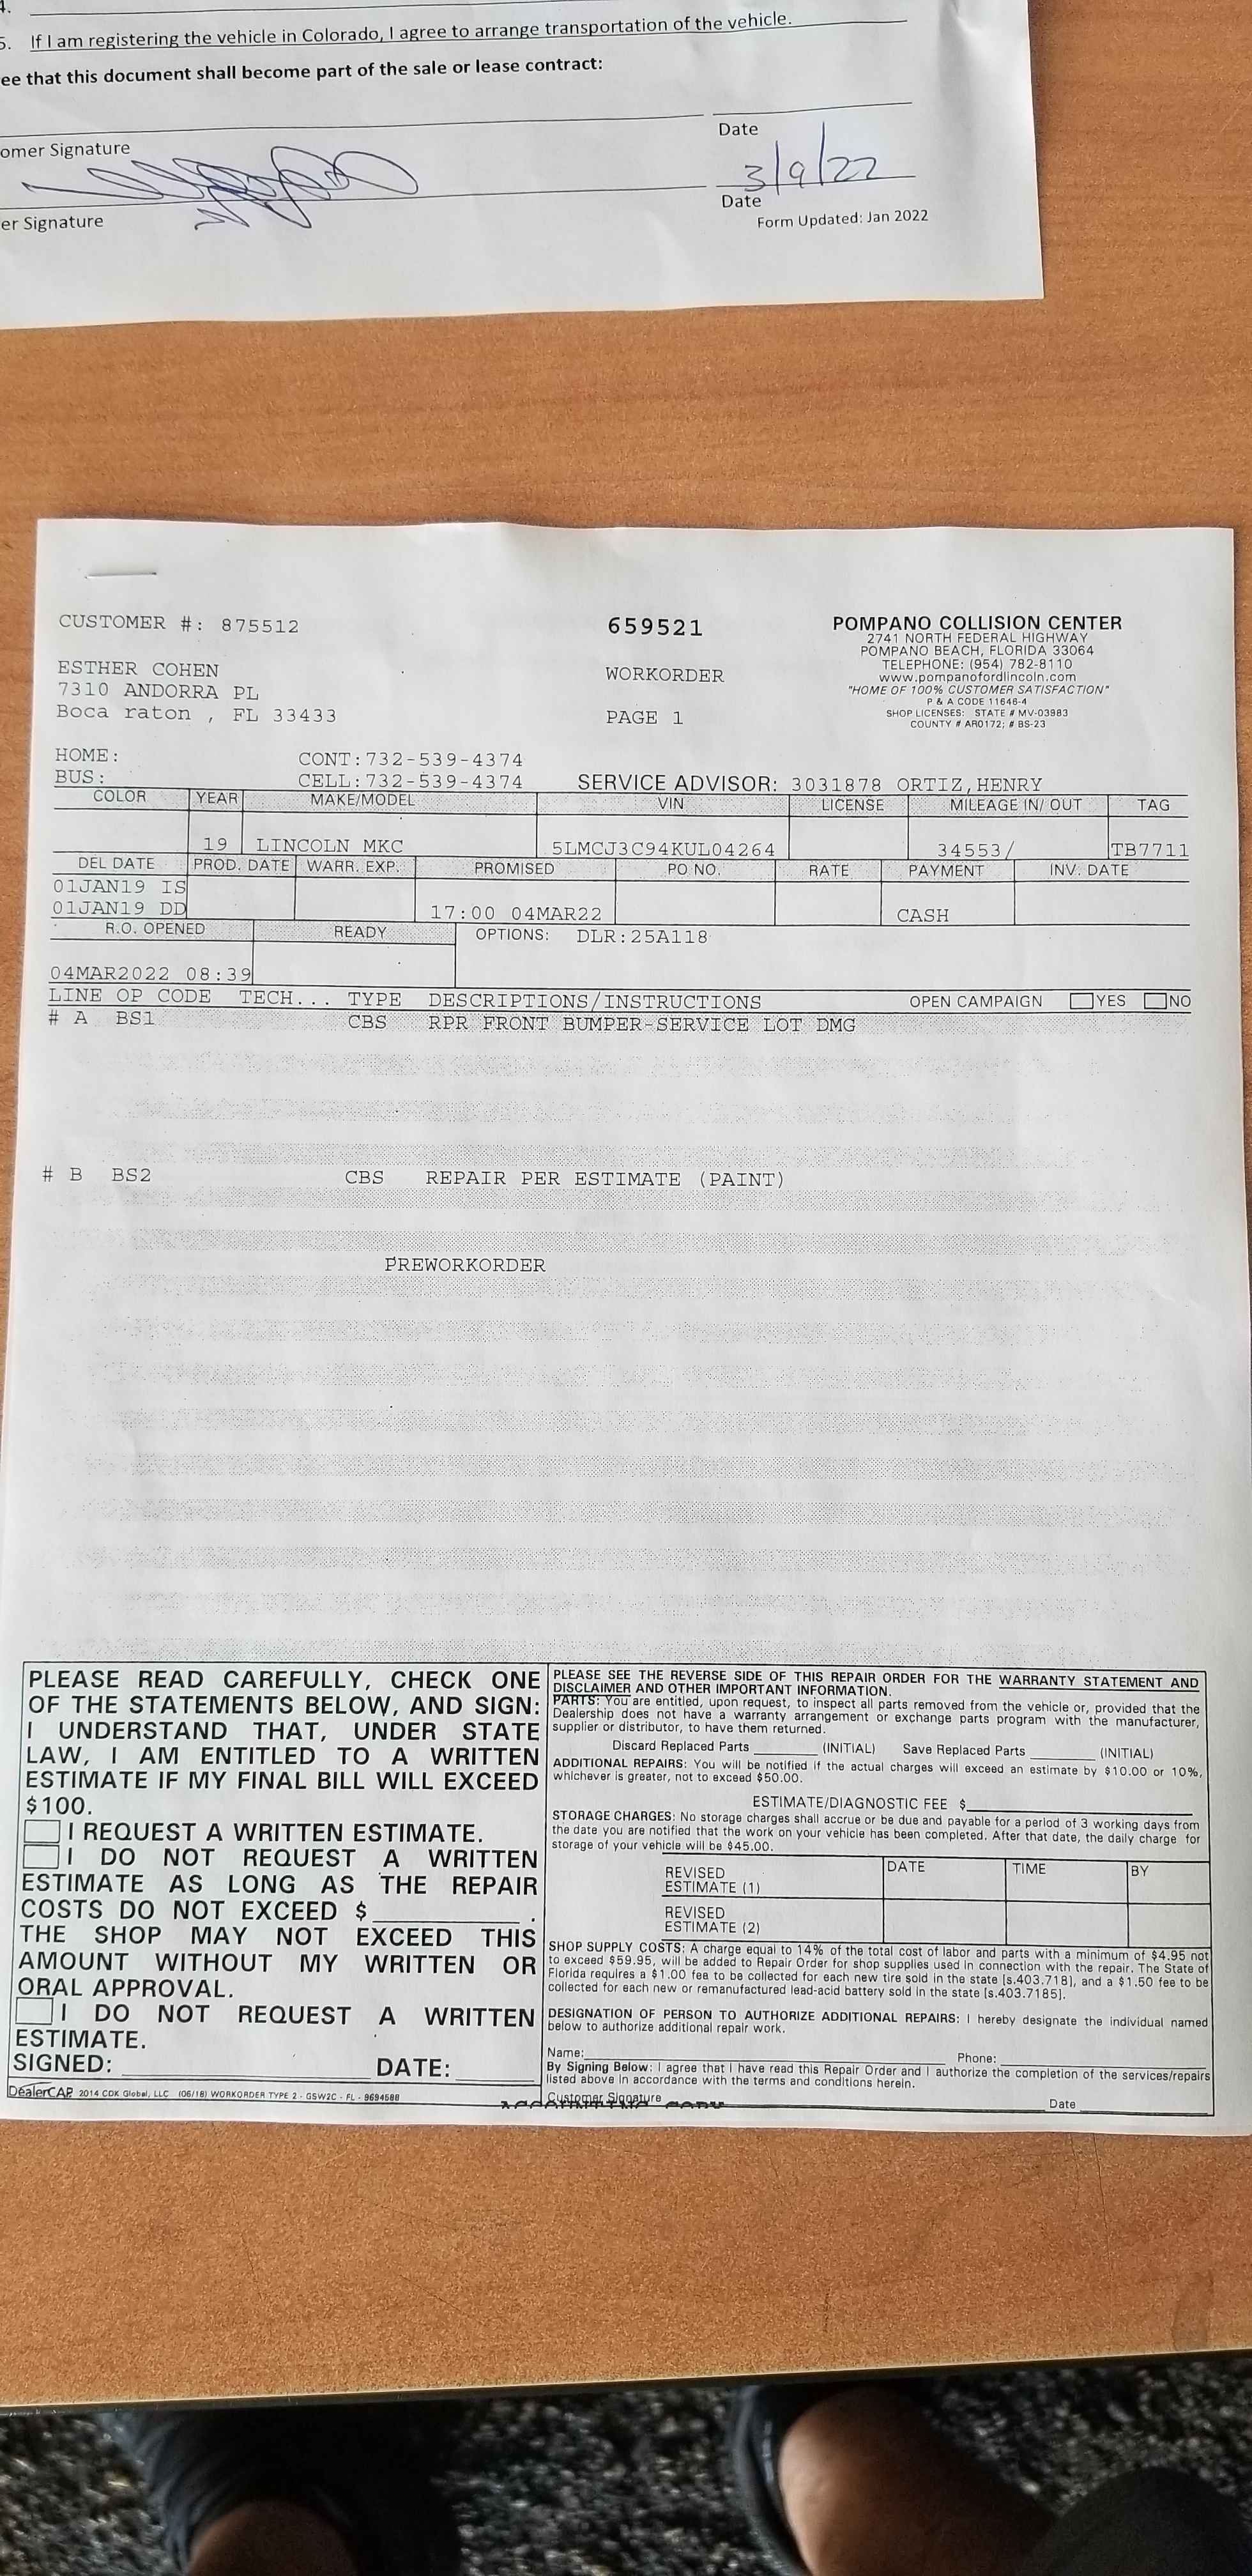 4.
5. If I am registering the vehicle in Colorado, I agree to arrange transportation of the vehicle.
ee that this document shall become part of the sale or lease contract:
omer Signature
Date
3/9/22
er Signature
Date
Form Updated: Jan 2022
CUSTOMER #: 875512
659521
POMPANO COLLISION CENTER
2741 NORTH FEDERAL HIGHWAY
POMPANO BEACH, FLORIDA 33064
TELEPHONE: (954) 782-8110
www.pompanofordlincoln.com
"HOME OF 100% CUSTOMER SATISFACTION"
P & A CODE 11646-4
SHOP LICENSES: STATE # MV-03983
COUNTY # AR0172; # BS-23
ESTHER COHEN
7310 ANDORRA PL
Boca raton , FL 33433
WORKORDER
PAGE 1
HOME: CONT:732-539-4374
BUS: CELL:732-539-4374 SERVICE ADVISOR: 3031878 ORTIZ,HENRY
COLOR YEAR MAKE/MODEL VIN LICENSE MILEAGE IN/ OUT TAG
19 LINCOLN MKC 5LMCJ3C94KUL04264 34553/ TB7711
DEL DATE PROD. DATE WARR. EXP. PROMISED PO NO. RATE PAYMENT INV. DATE
01JAN19 IS
01JAN19 DD 17:00 04MAR22 CASH
R.O. OPENED READY OPTIONS: DLR:25A118
04MAR2022 08:39
LINE OP CODE TECH... TYPE DESCRIPTIONS/INSTRUCTIONS OPEN CAMPAIGN YES NO
# A BS1 CBS RPR FRONT BUMPER-SERVICE LOT DMG
# B BS2 CBS REPAIR PER ESTIMATE (PAINT)
PREWORKORDER
PLEASE READ CAREFULLY, CHECK ONE
OF THE STATEMENTS BELOW, AND SIGN:
I UNDERSTAND THAT, UNDER STATE
LAW, I AM ENTITLED TO A WRITTEN
ESTIMATE IF MY FINAL BILL WILL EXCEED
$100.
I REQUEST A WRITTEN ESTIMATE.
I DO NOT REQUEST A WRITTEN
ESTIMATE AS LONG AS THE REPAIR
COSTS DO NOT EXCEED $ .
THE SHOP MAY NOT EXCEED THIS
AMOUNT WITHOUT MY WRITTEN OR
ORAL APPROVAL.
I DO NOT REQUEST A WRITTEN
ESTIMATE.
SIGNED: DATE:
DealerCAP 2014 CDK Global, LLC (06/18) WORKORDER TYPE 2 - GSW2C - FL - 9694588
PLEASE SEE THE REVERSE SIDE OF THIS REPAIR ORDER FOR THE WARRANTY STATEMENT AND
DISCLAIMER AND OTHER IMPORTANT INFORMATION.
PARTS: You are entitled, upon request, to inspect all parts removed from the vehicle or, provided that the
Dealership does not have a warranty arrangement or exchange parts program with the manufacturer,
supplier or distributor, to have them returned.
Discard Replaced Parts (INITIAL) Save Replaced Parts (INITIAL)
ADDITIONAL REPAIRS: You will be notified if the actual charges will exceed an estimate by $10.00 or 10%,
whichever is greater, not to exceed $50.00.
ESTIMATE/DIAGNOSTIC FEE $
STORAGE CHARGES: No storage charges shall accrue or be due and payable for a period of 3 working days from
the date you are notified that the work on your vehicle has been completed. After that date, the daily charge for
storage of your vehicle will be $45.00.
REVISED ESTIMATE (1) DATE TIME BY
REVISED ESTIMATE (2)
SHOP SUPPLY COSTS: A charge equal to 14% of the total cost of labor and parts with a minimum of $4.95 not
to exceed $59.95, will be added to Repair Order for shop supplies used in connection with the repair. The State of
Florida requires a $1.00 fee to be collected for each new tire sold in the state [s.403.718], and a $1.50 fee to be
collected for each new or remanufactured lead-acid battery sold in the state [s.403.7185].
DESIGNATION OF PERSON TO AUTHORIZE ADDITIONAL REPAIRS: I hereby designate the individual named
below to authorize additional repair work.
Name: Phone:
By Signing Below: I agree that I have read this Repair Order and I authorize the completion of the services/repairs
listed above in accordance with the terms and conditions herein.
Customer Signature Date